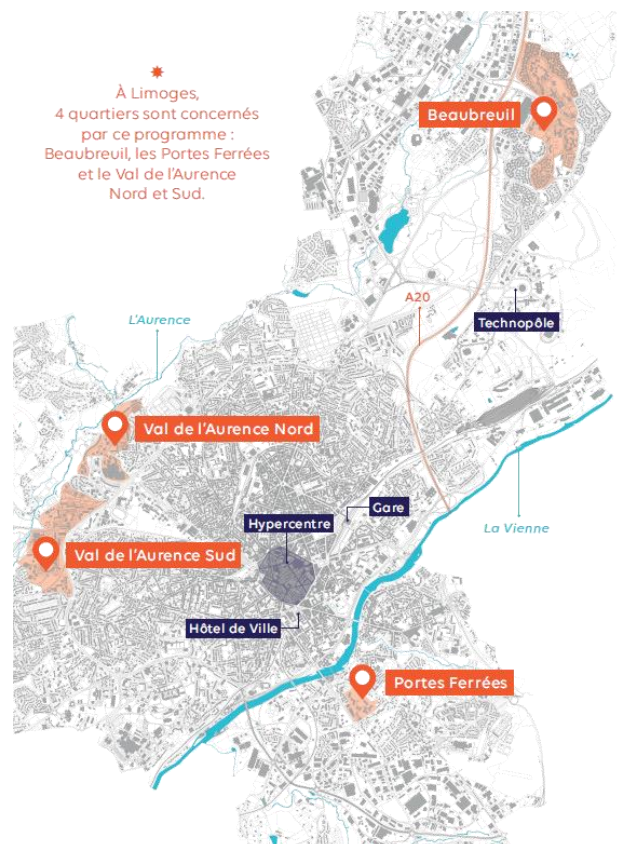 À Limoges,
4 quartiers sont concernés
par ce programme :
Beaubreuil, les Portes Ferrées
et le Val de l'Aurence
Nord et Sud.
Beaubreuil
A20
L'Aurence
Technopôle
Val de l'Aurence Nord
Gare
Hypercentre
La Vienne
Val de l'Aurence Sud
Hôtel de Ville
Portes Ferrées